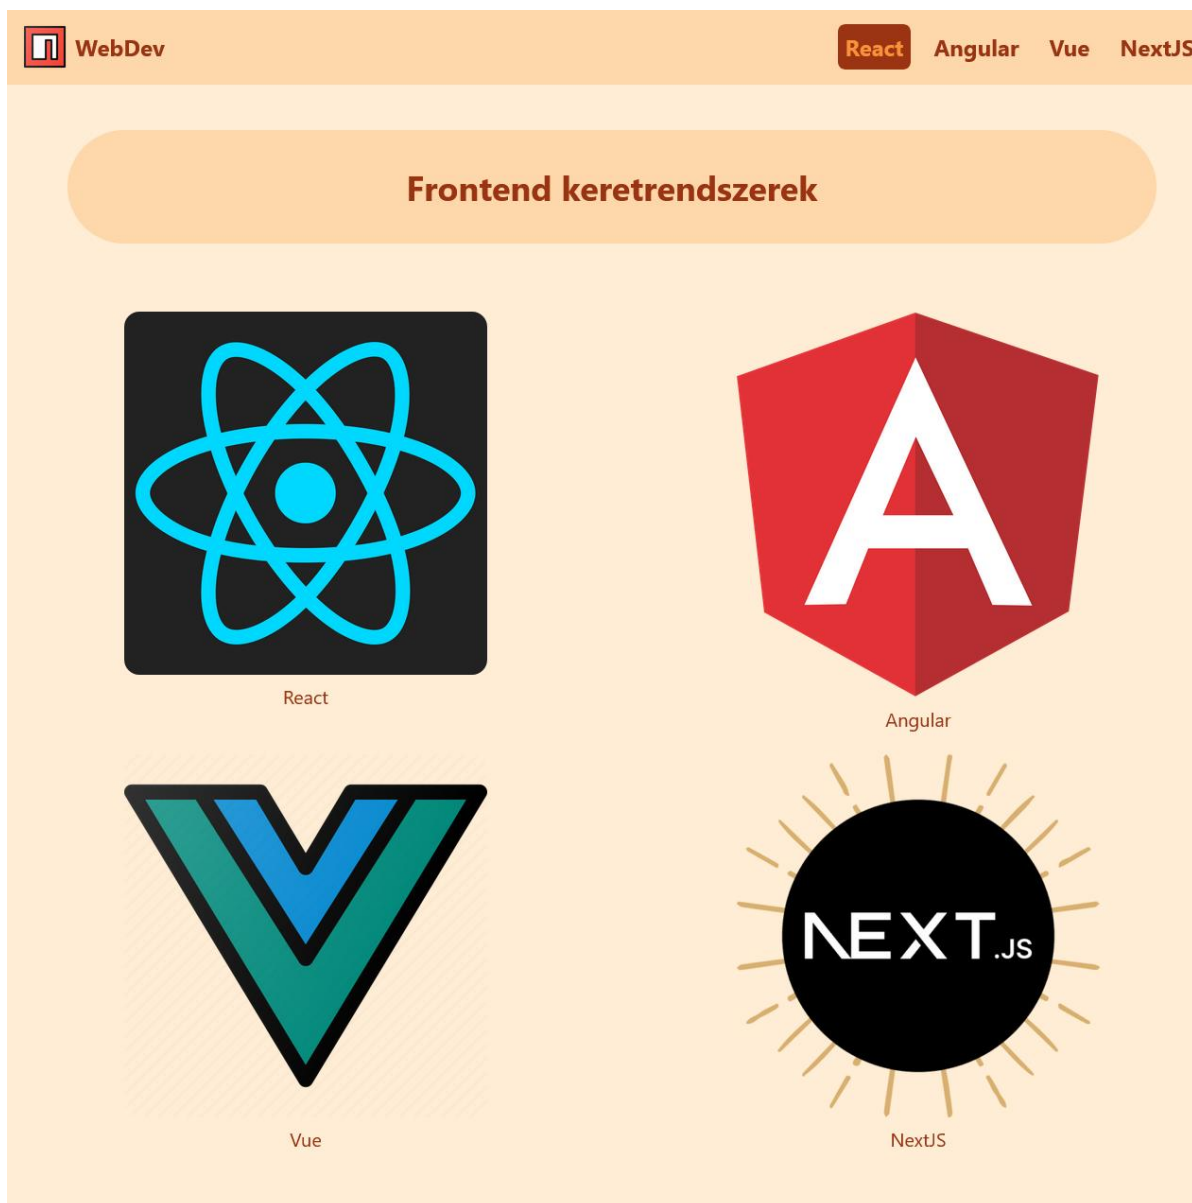 WebDev
React Angular Vue NextJS
Frontend keretrendszerek
A
React
Angular
NEXT.JS
Vue
NextJS